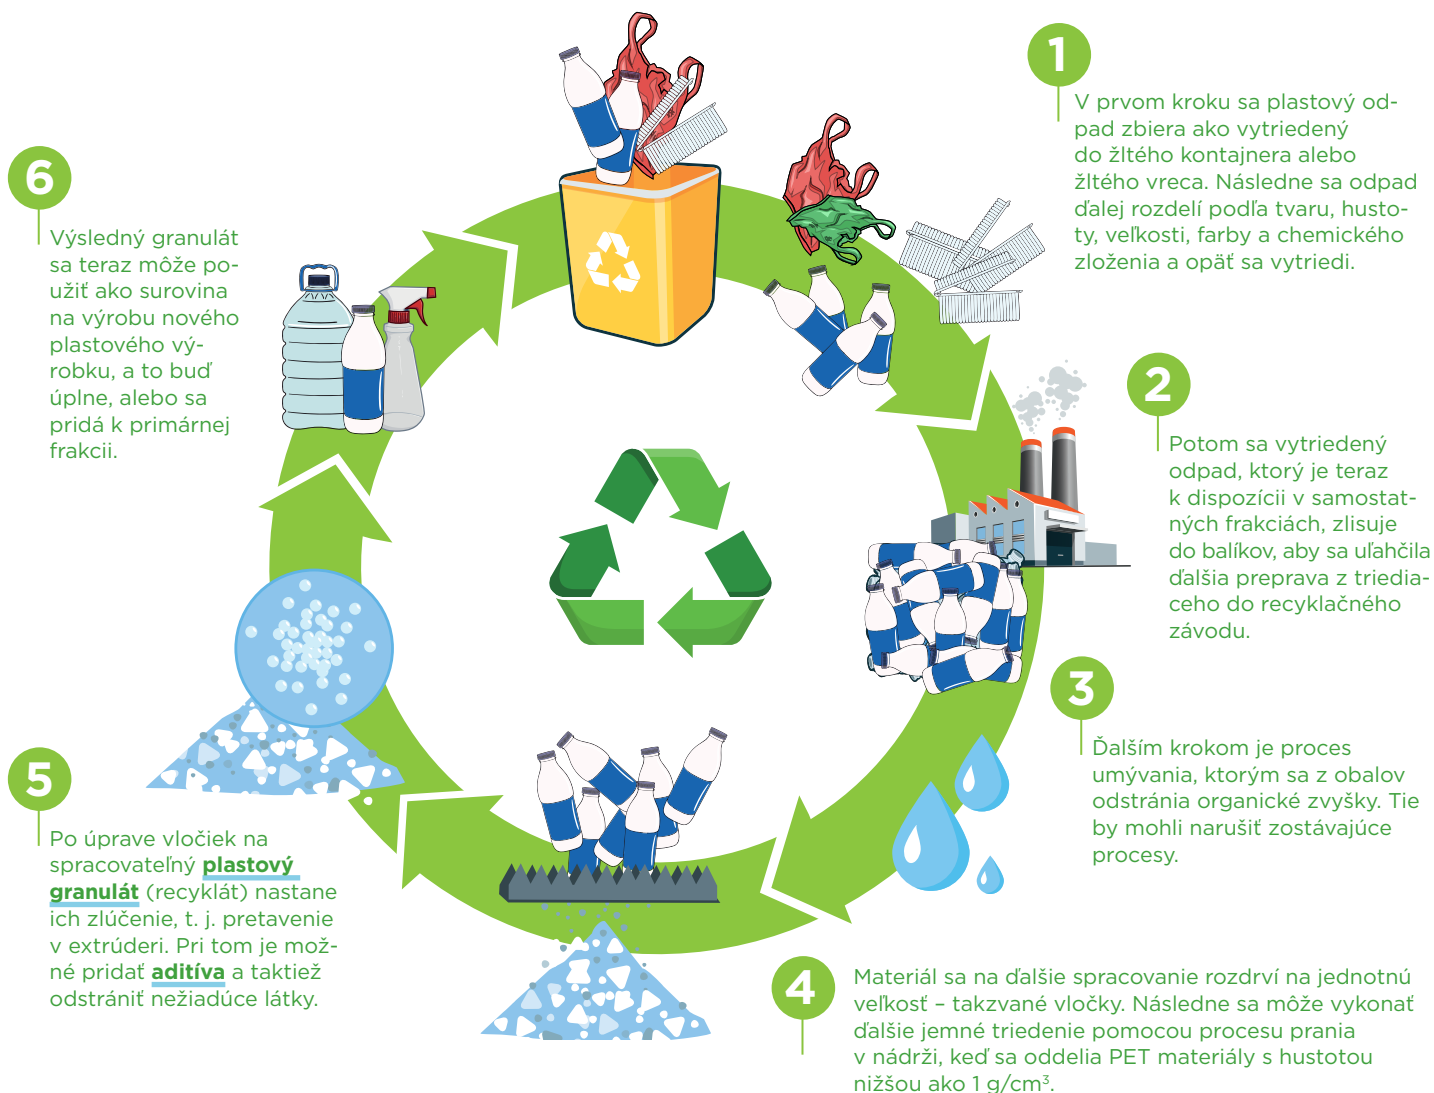 1
V prvom kroku sa plastový od-
pad zbiera ako vytriedený
do žltého kontajnera alebo
žltého vreca. Následne sa odpad
ďalej rozdelí podľa tvaru, husto-
ty, veľkosti, farby a chemického
zloženia a opäť sa vytriedi.
2
Potom sa vytriedený
odpad, ktorý je teraz
k dispozícii v samostat-
ných frakciách, zlisuje
do balíkov, aby sa uľahčila
ďalšia preprava z triedia-
ceho do recyklačného
závodu.
3
Ďalším krokom je proces
umývania, ktorým sa z obalov
odstránia organické zvyšky. Tie
by mohli narušiť zostávajúce
procesy.
4
Materiál sa na ďalšie spracovanie rozdrví na jednotnú
veľkosť – takzvané vločky. Následne sa môže vykonať
ďalšie jemné triedenie pomocou procesu prania
v nádrži, keď sa oddelia PET materiály s hustotou
nižšou ako 1 g/cm³.
5
Po úprave vločiek na
spracovateľný plastový
granulát (recyklát) nastane
ich zlúčenie, t. j. pretavenie
v extrúderi. Pri tom je mož-
né pridať aditíva a taktiež
odstrániť nežiadúce látky.
6
Výsledný granulát
sa teraz môže po-
užiť ako surovina
na výrobu nového
plastového vý-
robku, a to buď
úplne, alebo sa
pridá k primárnej
frakcii.